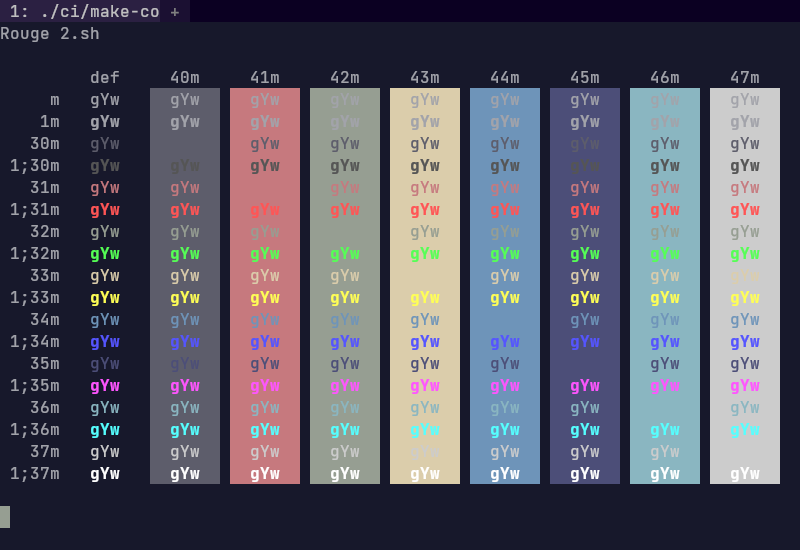 1: ./ci/make-co +
Rouge 2.sh
def 40m 41m 42m 43m 44m 45m 46m 47m
m gYw gYw gYw gYw gYw gYw gYw gYw gYw
1m gYw gYw gYw gYw gYw gYw gYw gYw gYw
30m gYw gYw gYw gYw gYw gYw gYw gYw
1;30m gYw gYw gYw gYw gYw gYw gYw gYw gYw
31m gYw gYw gYw gYw gYw gYw gYw gYw
1;31m gYw gYw gYw gYw gYw gYw gYw gYw gYw
32m gYw gYw gYw gYw gYw gYw gYw gYw
1;32m gYw gYw gYw gYw gYw gYw gYw gYw gYw
33m gYw gYw gYw gYw gYw gYw gYw gYw
1;33m gYw gYw gYw gYw gYw gYw gYw gYw gYw
34m gYw gYw gYw gYw gYw gYw gYw gYw
1;34m gYw gYw gYw gYw gYw gYw gYw gYw gYw
35m gYw gYw gYw gYw gYw gYw gYw gYw
1;35m gYw gYw gYw gYw gYw gYw gYw gYw gYw
36m gYw gYw gYw gYw gYw gYw gYw gYw
1;36m gYw gYw gYw gYw gYw gYw gYw gYw gYw
37m gYw gYw gYw gYw gYw gYw gYw gYw
1;37m gYw gYw gYw gYw gYw gYw gYw gYw gYw